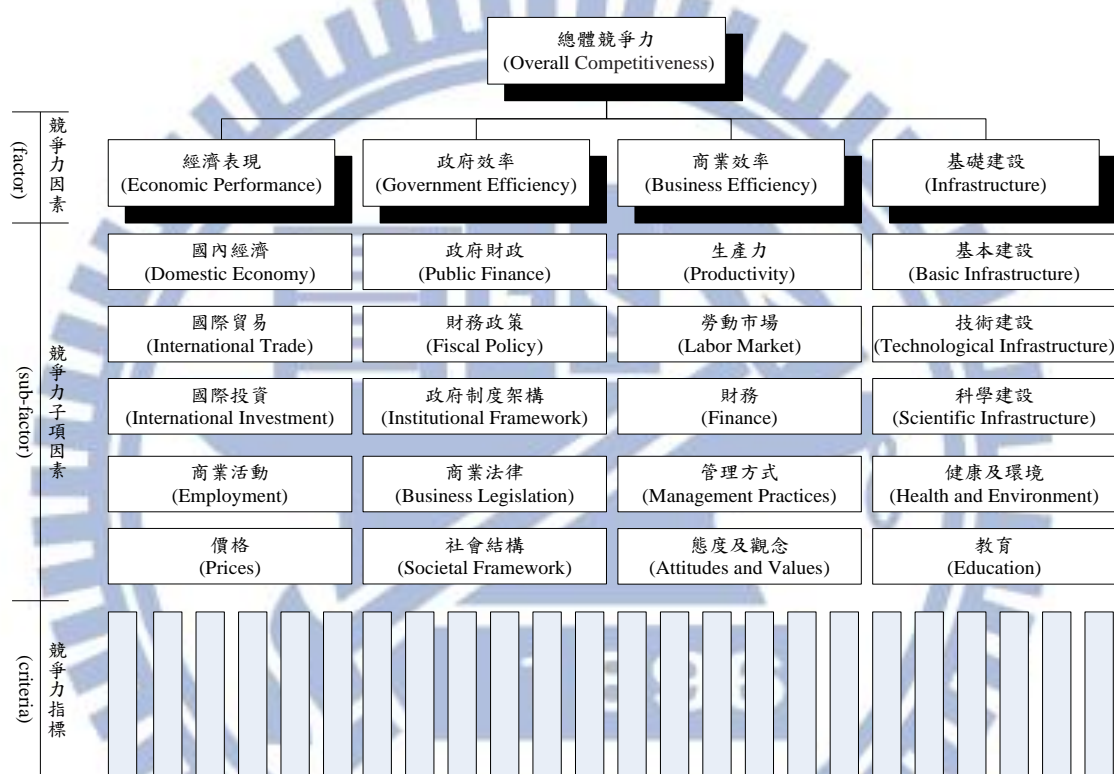 總體競爭力
(Overall Competitiveness)
競爭力因素
(factor)
經濟表現
(Economic Performance)
政府效率
(Government Efficiency)
商業效率
(Business Efficiency)
基礎建設
(Infrastructure)
競爭力子項因素
(sub-factor)
國內經濟
(Domestic Economy)
政府財政
(Public Finance)
生產力
(Productivity)
基本建設
(Basic Infrastructure)
國際貿易
(International Trade)
財務政策
(Fiscal Policy)
勞動市場
(Labor Market)
技術建設
(Technological Infrastructure)
國際投資
(International Investment)
政府制度架構
(Institutional Framework)
財務
(Finance)
科學建設
(Scientific Infrastructure)
商業活動
(Employment)
商業法律
(Business Legislation)
管理方式
(Management Practices)
健康及環境
(Health and Environment)
價格
(Prices)
社會結構
(Societal Framework)
態度及觀念
(Attitudes and Values)
教育
(Education)
競爭力指標
(criteria)